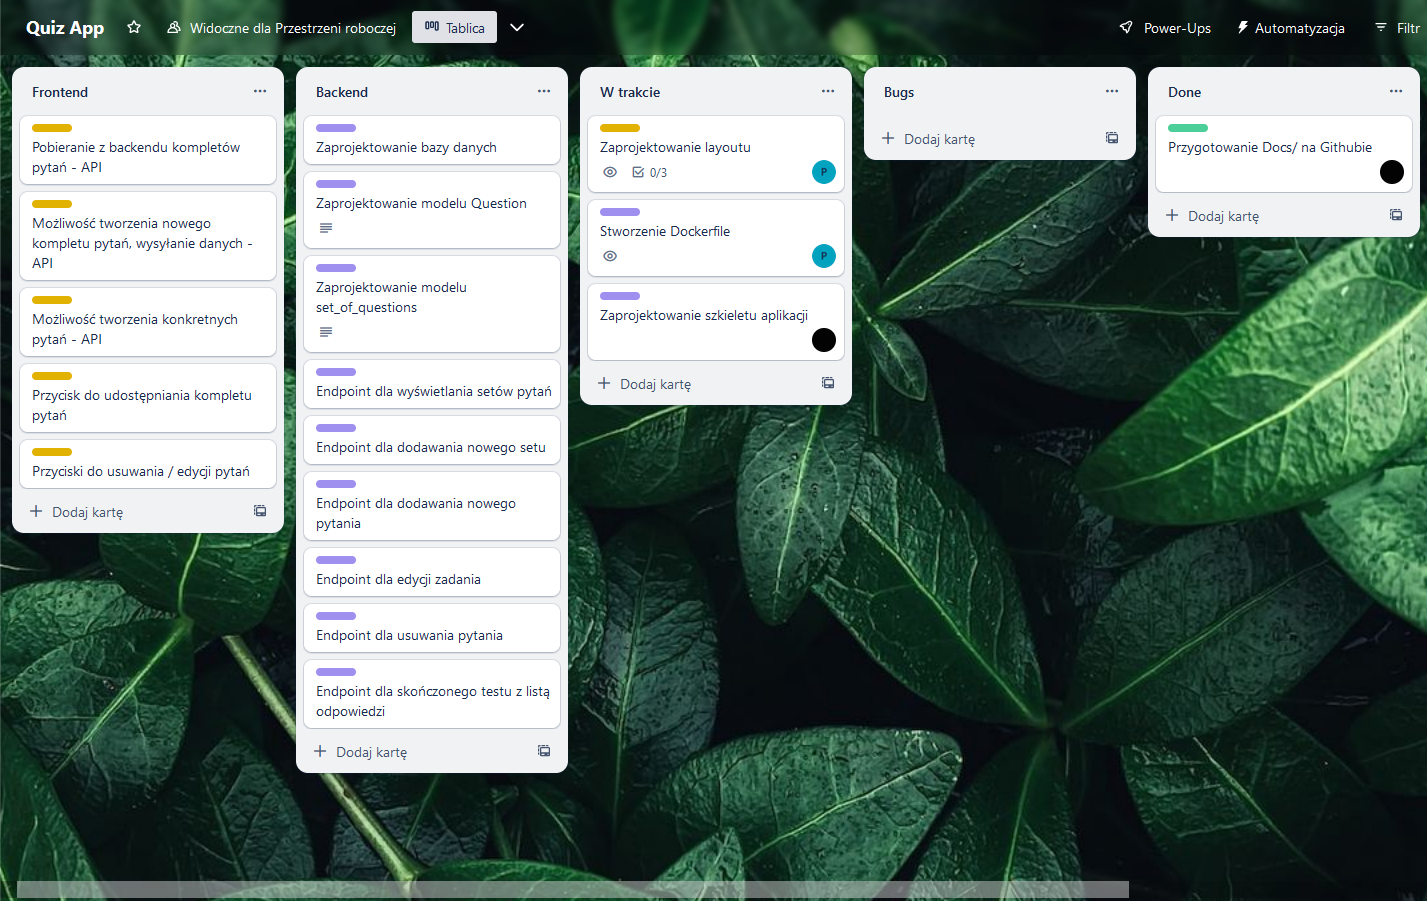 Quiz App
Widoczne dla Przestrzeni roboczej
Tablica
Power-Ups
Automatyzacja
Filtr
Frontend
Pobieranie z backendu kompletów
pytań - API
Możliwość tworzenia nowego
kompletu pytań, wysyłanie danych -
API
Możliwość tworzenia konkretnych
pytań - API
Przycisk do udostępniania kompletu
pytań
Przyciski do usuwania / edycji pytań
Dodaj kartę
Backend
Zaprojektowanie bazy danych
Zaprojektowanie modelu Question
Zaprojektowanie modelu
set_of_questions
Endpoint dla wyświetlania setów pytań
Endpoint dla dodawania nowego setu
Endpoint dla dodawania nowego
pytania
Endpoint dla edycji zadania
Endpoint dla usuwania pytania
Endpoint dla skończonego testu z listą
odpowiedzi
Dodaj kartę
W trakcie
Zaprojektowanie layoutu
0/3
P
Stworzenie Dockerfile
P
Zaprojektowanie szkieletu aplikacji
Dodaj kartę
Bugs
Dodaj kartę
Done
Przygotowanie Docs/ na Githubie
Dodaj kartę